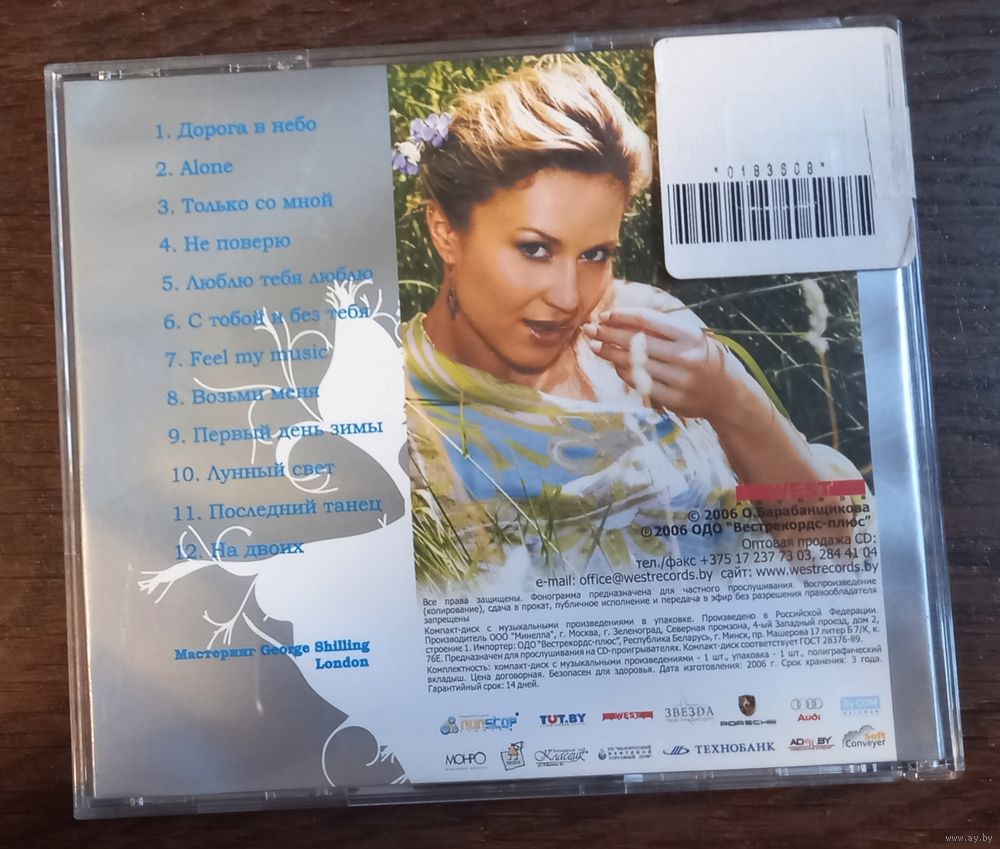 1. Дорога в небо
2. Alone
3. Только со мной
4. Не поверю
5. Люблю тебя люблю
6. С тобой и без тебя
7. Feel my music
8. Возьми меня
9. Первый день зимы
10. Лунный свет
11. Последний танец
12. На двоих
Мастеринг George Shilling
London
*0183608*
WEST
© 2006 О.Барабанщикова
℗ 2006 ОДО "Вестрекордс-плюс"
Оптовая продажа CD:
тел./факс +375 17 237 73 03, 284 41 04
e-mail: office@westrecords.by сайт: www.westrecords.by
Все права защищены. Фонограмма предназначена для частного прослушивания. Воспроизведение
(копирование), сдача в прокат, публичное исполнение и передача в эфир без разрешения правообладателя
запрещены
Компакт-диск с музыкальными произведениями в упаковке. Произведено в Российской Федерации.
Производитель ООО "Минелла", г. Москва, г. Зеленоград, Северная промзона, 4-ый Западный проезд, дом 2,
строение 1. Импортер: ОДО "Вестрекордс-плюс", Республика Беларусь, г. Минск, пр. Машерова 17 литер Б 7/К, к.
76Е. Предназначен для прослушивания на CD-проигрывателях. Компакт-диск соответствует ГОСТ 28376-89.
Комплектность: компакт-диск с музыкальными произведениями - 1 шт., упаковка - 1 шт., полиграфический
вкладыш. Цена договорная. Безопасен для здоровья. Дата изготовления: 2006 г. Срок хранения: 3 года.
Гарантийный срок: 14 дней.
nonstop TUT.BY WEST ЗВЕЗДА PORSCHE Audi By COM
МОНРО Классик ТЕХНОБАНК .BY Soft Conveyer
www.ay.by